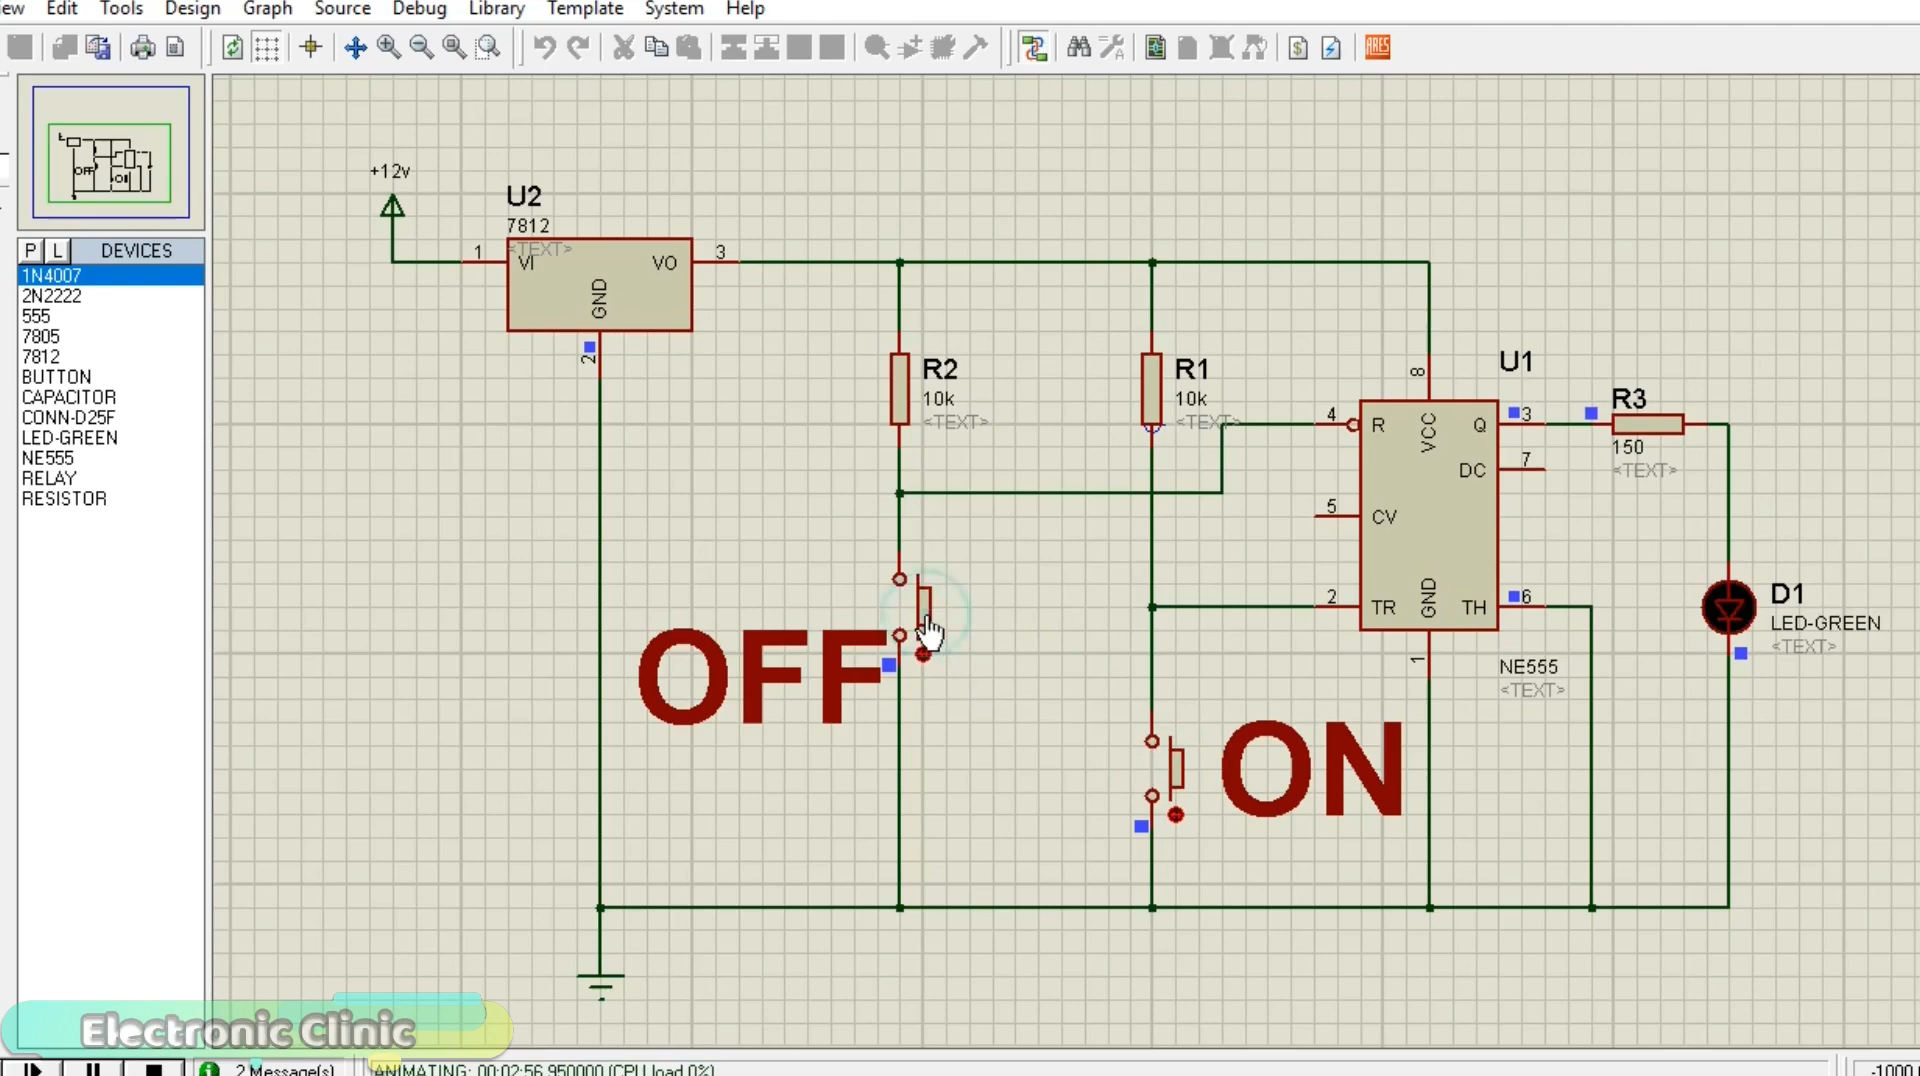 ew Edit Tools Design Graph Source Debug Library Template System Help
ARES
P L DEVICES
1N4007
2N2222
555
7805
7812
BUTTON
CAPACITOR
CONN-D25F
LED-GREEN
NE555
RELAY
RESISTOR
+12v
U2
7812
<TEXT>
1 VI VO 3
GND
2
R2
10k
<TEXT>
R1
10k
<TEXT>
U1
8
4 R VCC Q 3
DC 7
5 CV
2 TR GND TH 6
1
NE555
<TEXT>
R3
150
<TEXT>
D1
LED-GREEN
<TEXT>
OFF
ON
Electronic Clinic
2 Message(s) ANIMATING: 00:02:56.950000 (CPU load 0%) -1000